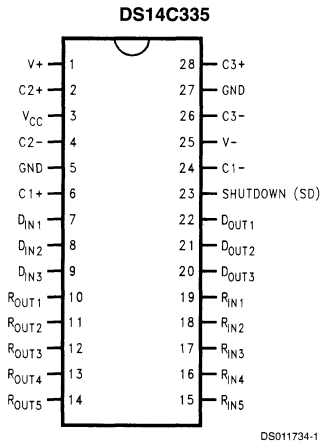 DS14C335
V+ 1 28 C3+
C2+ 2 27 GND
VCC 3 26 C3-
C2- 4 25 V-
GND 5 24 C1-
C1+ 6 23 SHUTDOWN (SD)
DIN1 7 22 DOUT1
DIN2 8 21 DOUT2
DIN3 9 20 DOUT3
ROUT1 10 19 RIN1
ROUT2 11 18 RIN2
ROUT3 12 17 RIN3
ROUT4 13 16 RIN4
ROUT5 14 15 RIN5
DS011734-1